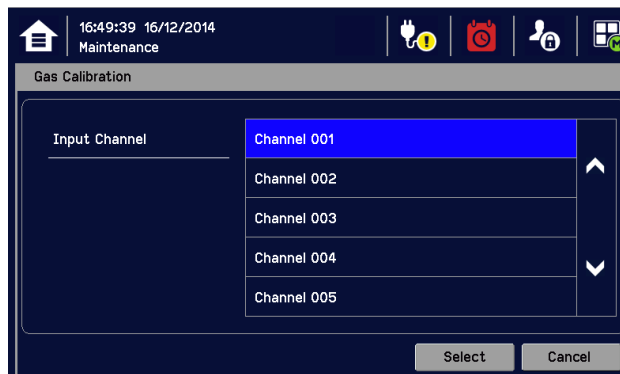 16:49:39 16/12/2014
Maintenance
Gas Calibration
Input Channel
Channel 001
Channel 002
Channel 003
Channel 004
Channel 005
Select
Cancel